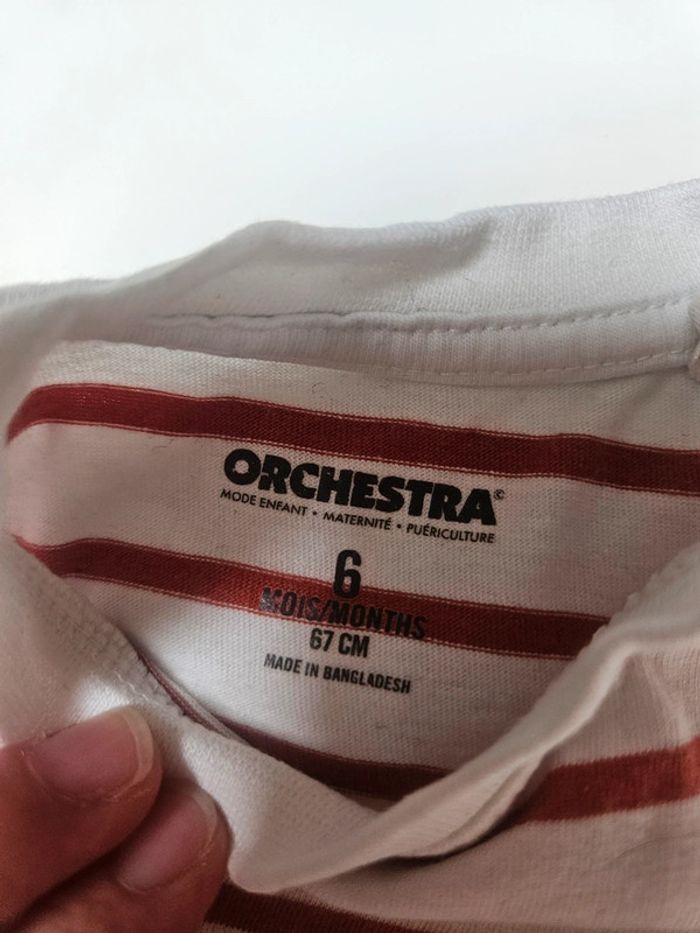 ORCHESTRA©
MODE ENFANT • MATERNITÉ • PUÉRICULTURE
6
MOIS/MONTHS
67 CM
MADE IN BANGLADESH